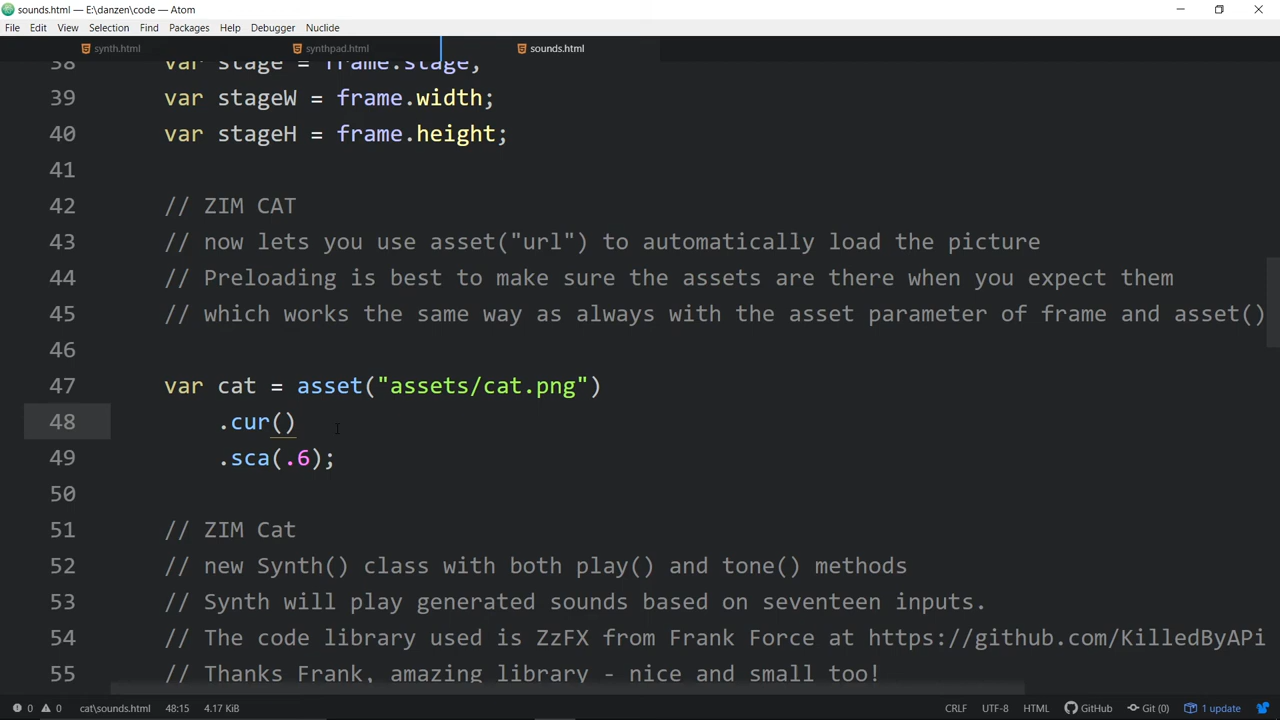 sounds.html — E:\danzen\code — Atom
File Edit View Selection Find Packages Help Debugger Nuclide
synth.html synthpad.html sounds.html
38 var stage = frame.stage,
39 var stageW = frame.width;
40 var stageH = frame.height;
41
42 // ZIM CAT
43 // now lets you use asset("url") to automatically load the picture
44 // Preloading is best to make sure the assets are there when you expect them
45 // which works the same way as always with the asset parameter of frame and asset()
46
47 var cat = asset("assets/cat.png")
48 .cur()
49 .sca(.6);
50
51 // ZIM Cat
52 // new Synth() class with both play() and tone() methods
53 // Synth will play generated sounds based on seventeen inputs.
54 // The code library used is ZzFX from Frank Force at https://github.com/KilledByAPi
55 // Thanks Frank, amazing library - nice and small too!
0 0 cat\sounds.html 48:15 4.17 KiB CRLF UTF-8 HTML GitHub Git (0) 1 update